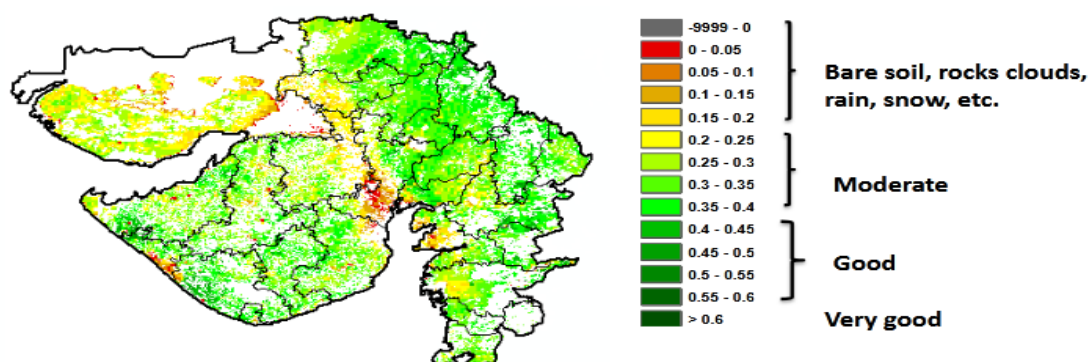 -9999 - 0
0 - 0.05
0.05 - 0.1
0.1 - 0.15
0.15 - 0.2
0.2 - 0.25
0.25 - 0.3
0.3 - 0.35
0.35 - 0.4
0.4 - 0.45
0.45 - 0.5
0.5 - 0.55
0.55 - 0.6
> 0.6
Bare soil, rocks clouds,
rain, snow, etc.
Moderate
Good
Very good